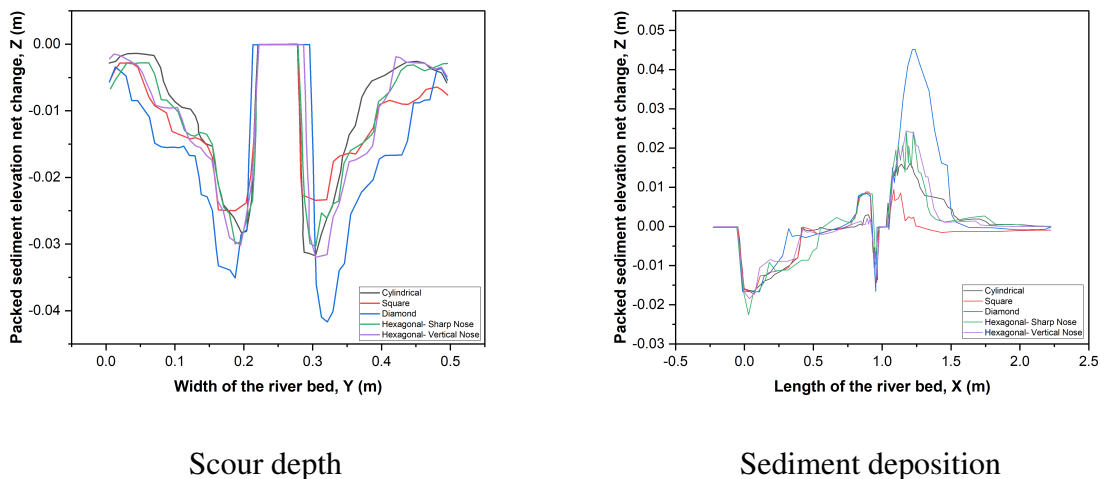 0.00
-0.01
-0.02
-0.03
-0.04
0.0
0.1
0.2
0.3
0.4
0.5
Packed sediment elevation net change, Z (m)
Width of the river bed, Y (m)
Cylindrical
Square
Diamond
Hexagonal- Sharp Nose
Hexagonal- Vertical Nose
Scour depth
0.05
0.04
0.03
0.02
0.01
0.00
-0.01
-0.02
-0.03
-0.5
0.0
0.5
1.0
1.5
2.0
2.5
Packed sediment elevation net change, Z (m)
Length of the river bed, X (m)
Cylindrical
Square
Diamond
Hexagonal- Sharp Nose
Hexagonal- Vertical Nose
Sediment deposition